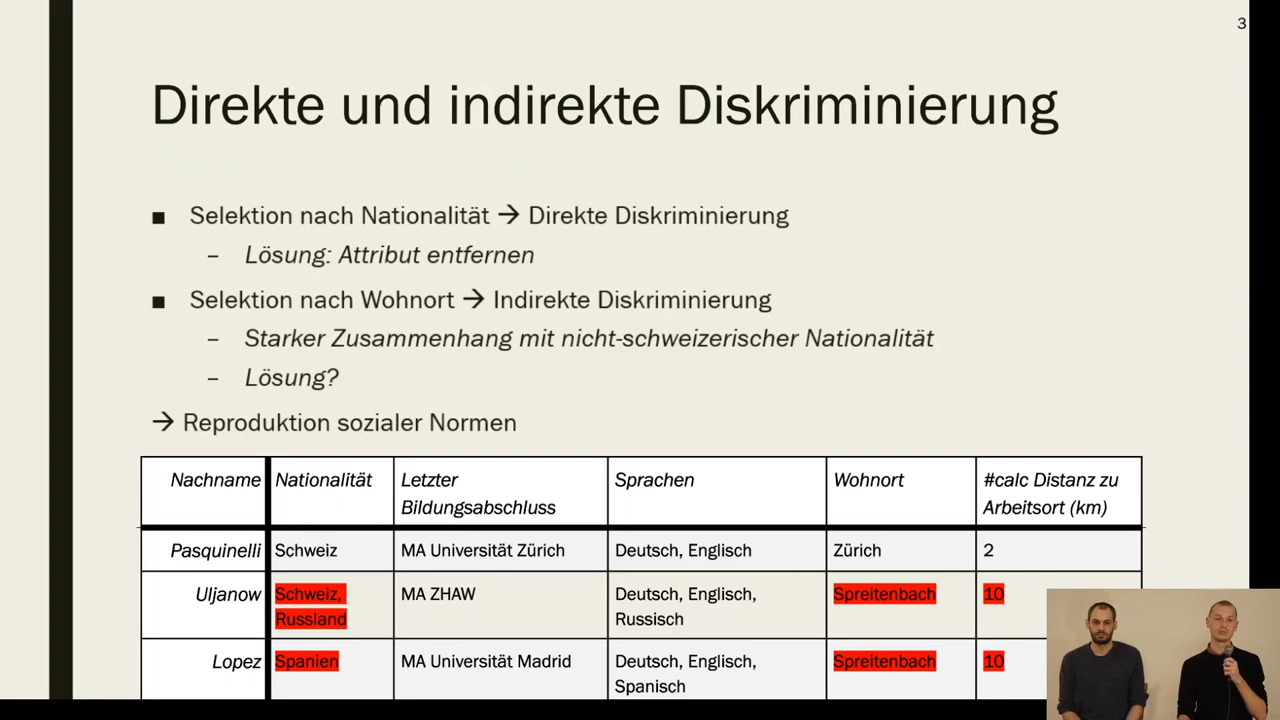 3
Direkte und indirekte Diskriminierung
■ Selektion nach Nationalität → Direkte Diskriminierung
– Lösung: Attribut entfernen
■ Selektion nach Wohnort → Indirekte Diskriminierung
– Starker Zusammenhang mit nicht-schweizerischer Nationalität
– Lösung?
→ Reproduktion sozialer Normen
Nachname Nationalität Letzter Bildungsabschluss Sprachen Wohnort #calc Distanz zu Arbeitsort (km)
Pasquinelli Schweiz MA Universität Zürich Deutsch, Englisch Zürich 2
Uljanow Schweiz, Russland MA ZHAW Deutsch, Englisch, Russisch Spreitenbach 10
Lopez Spanien MA Universität Madrid Deutsch, Englisch, Spanisch Spreitenbach 10